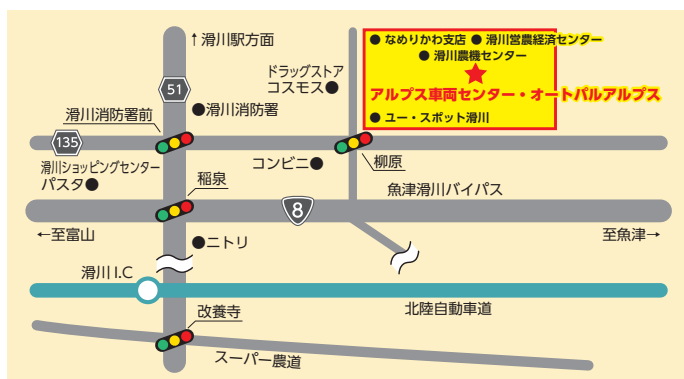 ↑滑川駅方面
● なめりかわ支店 ● 滑川営農経済センター
● 滑川農機センター
アルプス車両センター・オートパルアルプス
● ユー・スポット滑川
ドラッグストア
コスモス●
51
●滑川消防署
滑川消防署前
135
滑川ショッピングセンター
パスタ●
コンビニ●
柳原
稲泉
8
魚津滑川バイパス
←至富山
至魚津→
●ニトリ
滑川 I.C
北陸自動車道
改養寺
スーパー農道